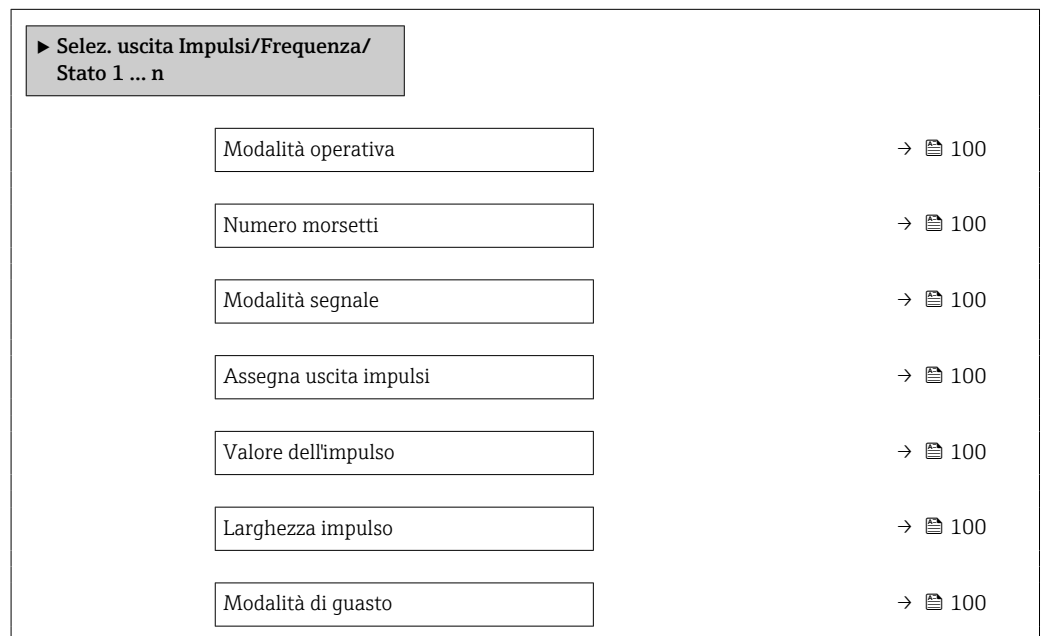 ▶ Selez. uscita Impulsi/Frequenza/
Stato 1 ... n
Modalità operativa → 100
Numero morsetti → 100
Modalità segnale → 100
Assegna uscita impulsi → 100
Valore dell'impulso → 100
Larghezza impulso → 100
Modalità di guasto → 100